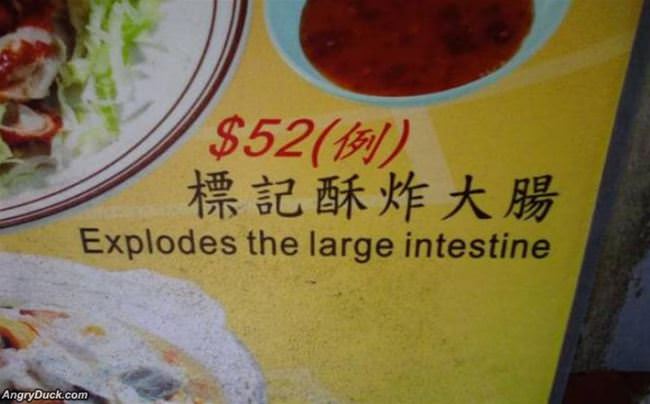 $52(例)
標記酥炸大腸
Explodes the large intestine
AngryDuck.com